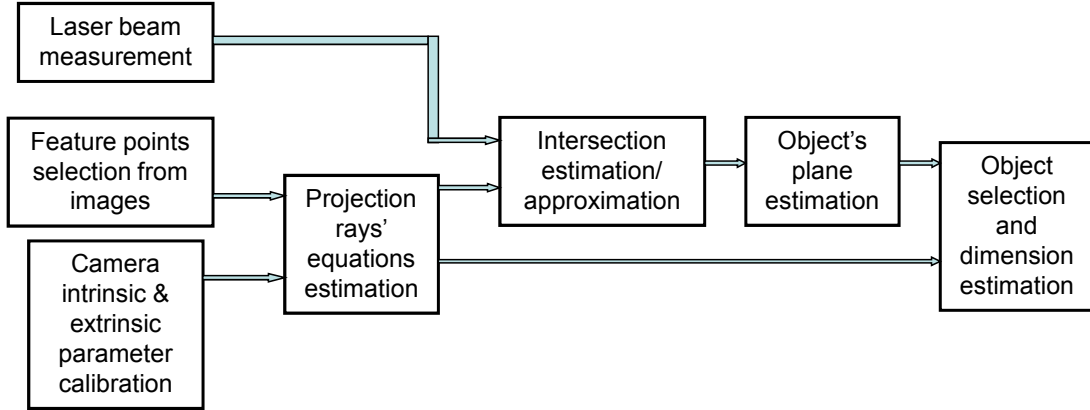 Laser beam
measurement
Feature points
selection from
images
Camera
intrinsic &
extrinsic
parameter
calibration
Projection
rays'
equations
estimation
Intersection
estimation/
approximation
Object's
plane
estimation
Object
selection
and
dimension
estimation